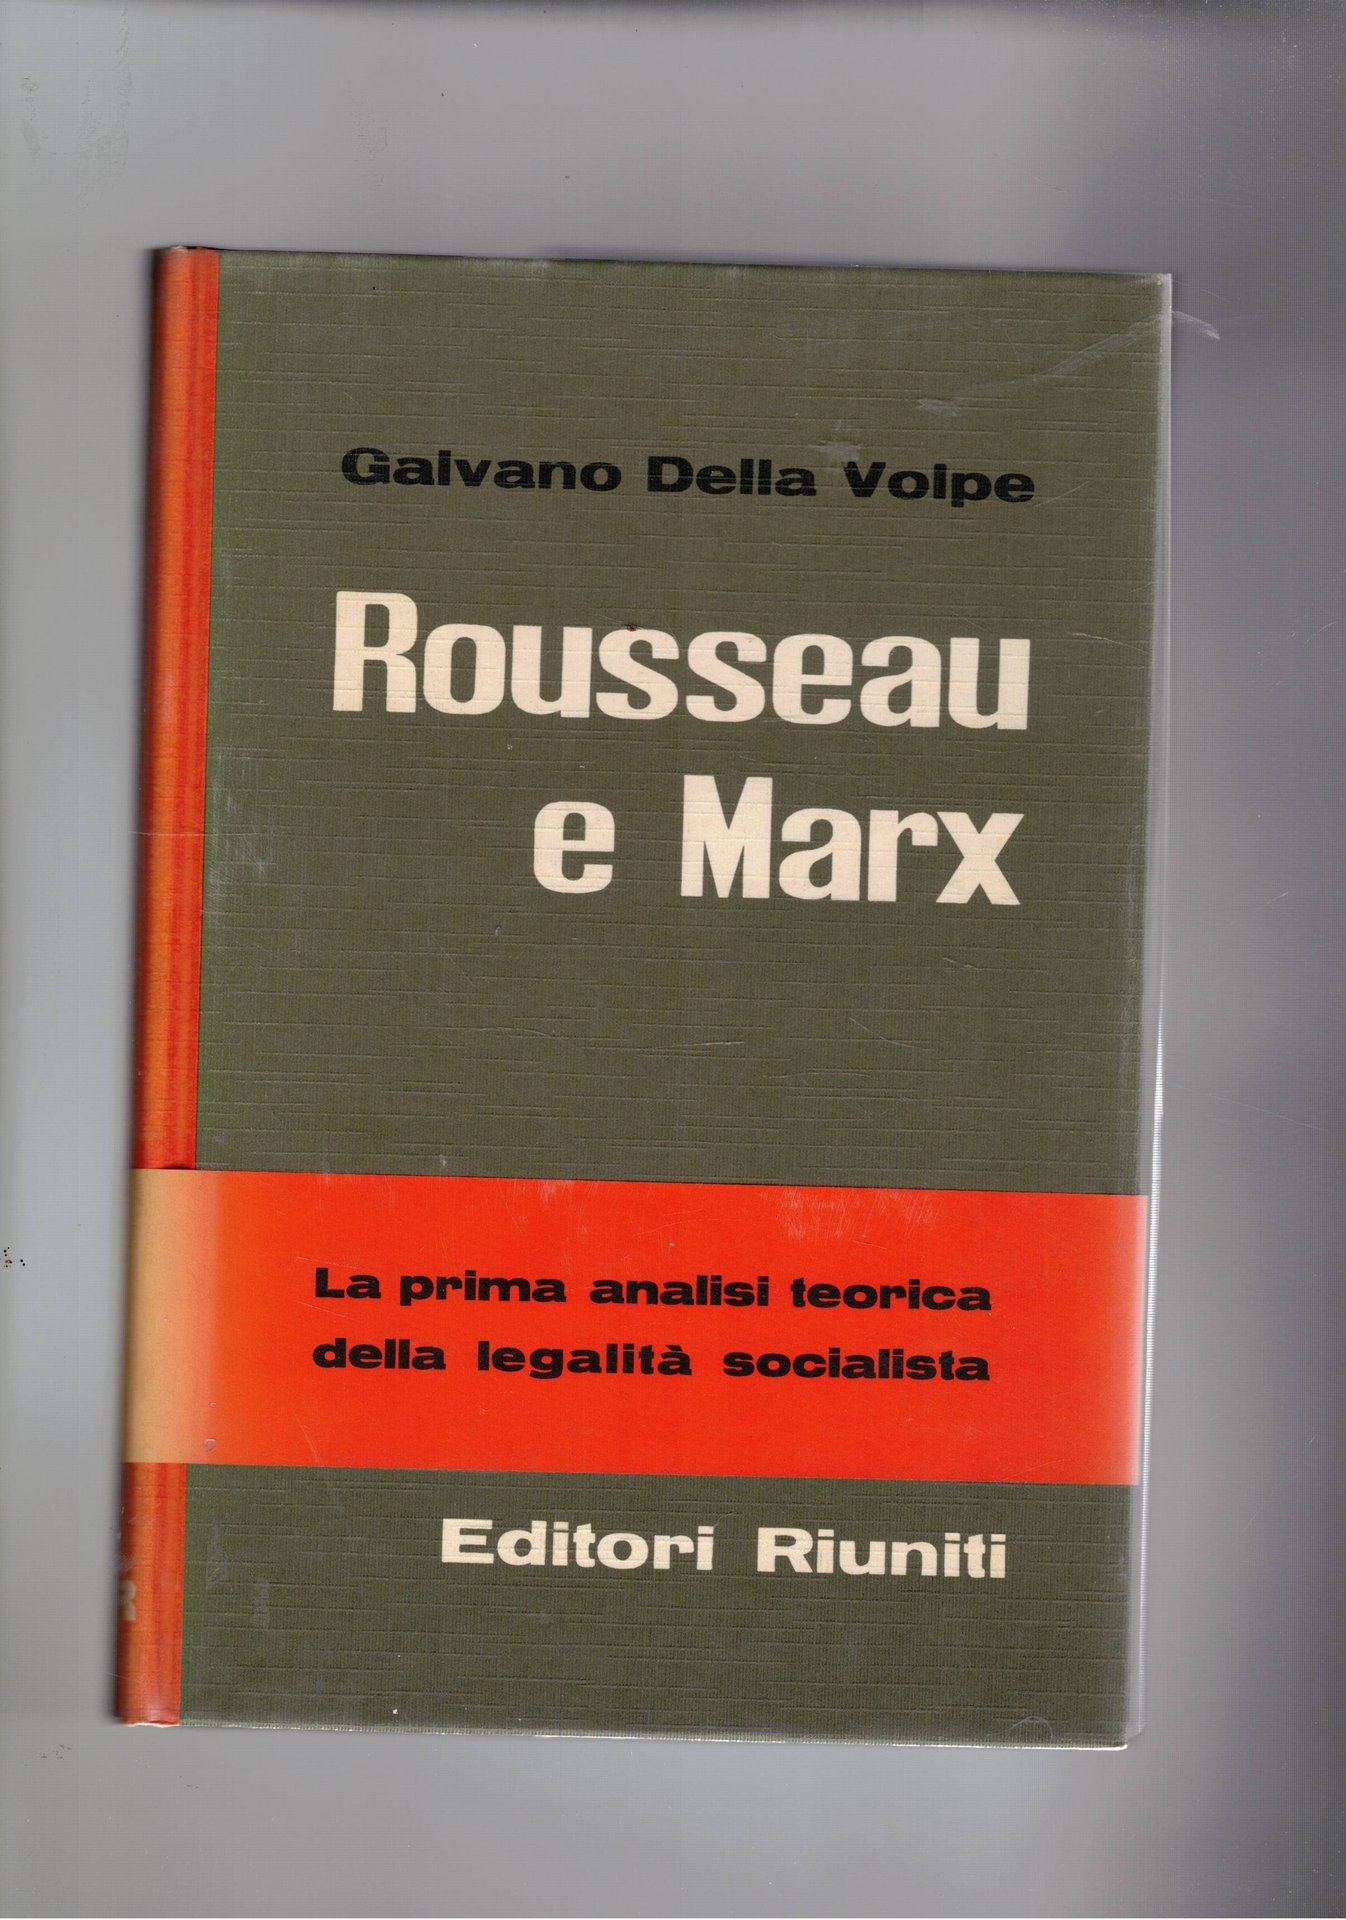 Galvano Della Volpe
Rousseau
e Marx
La prima analisi teorica
della legalità socialista
Editori Riuniti